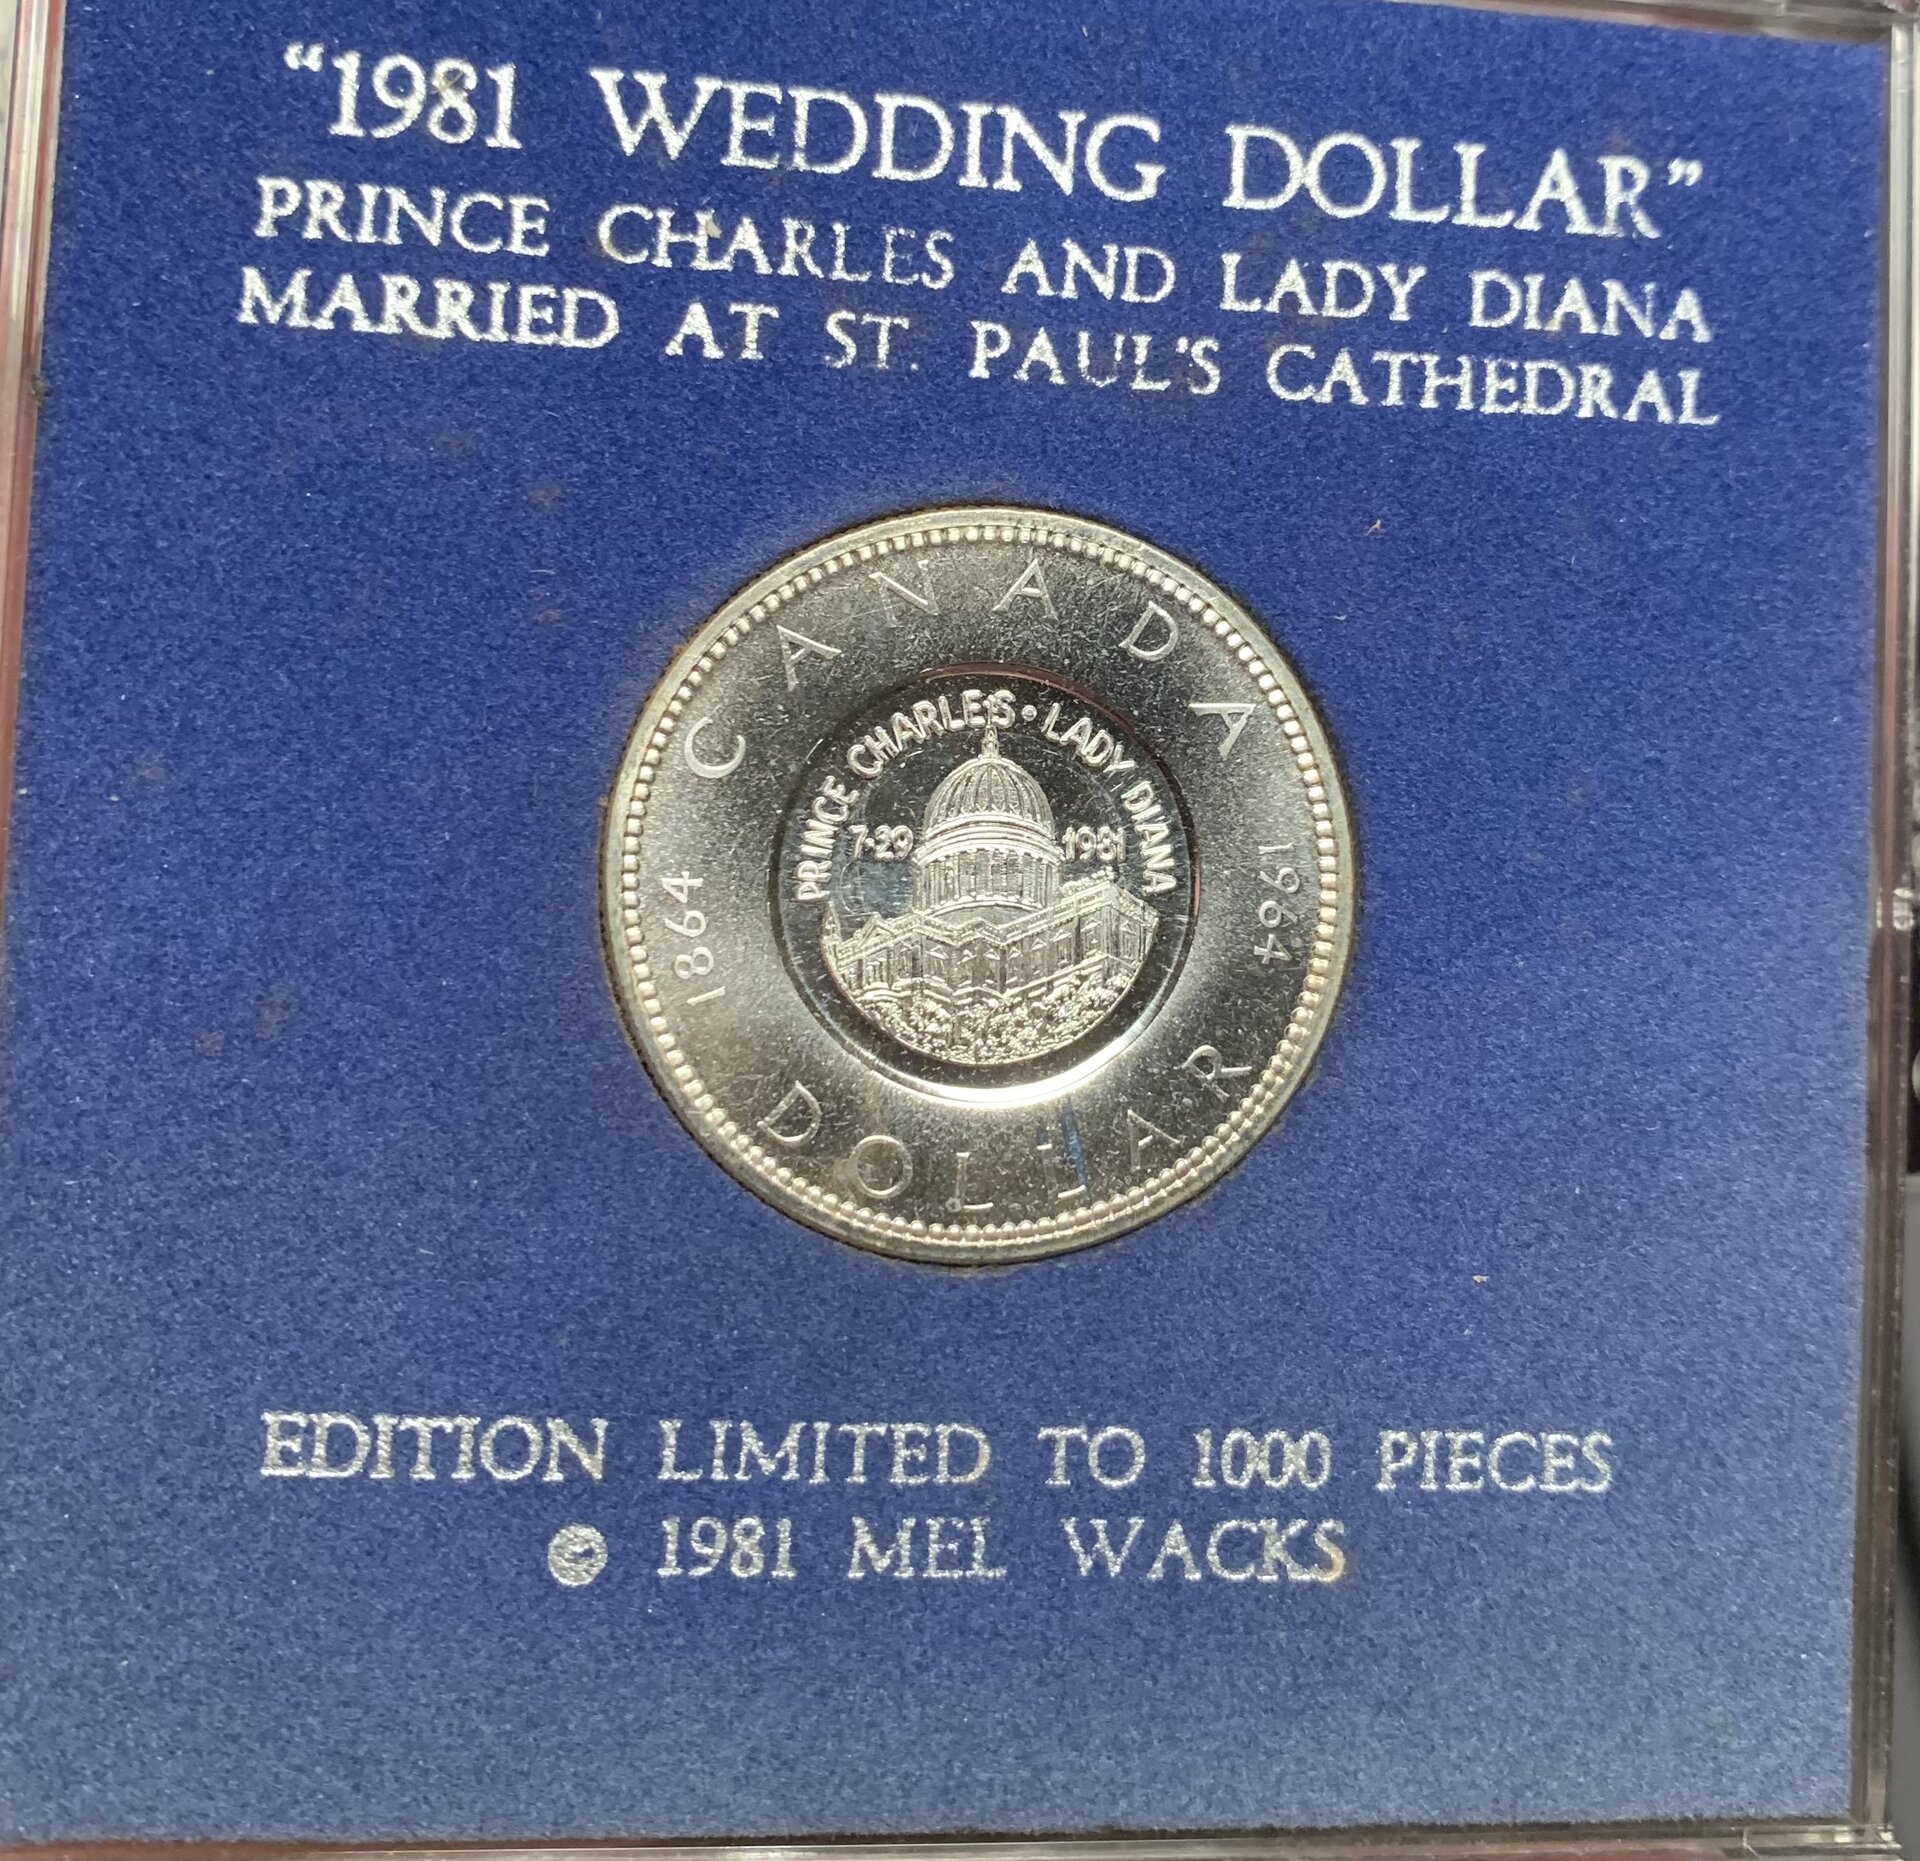 "1981 WEDDING DOLLAR"
PRINCE CHARLES AND LADY DIANA
MARRIED AT ST. PAUL'S CATHEDRAL
CANADA
PRINCE CHARLES • LADY DIANA
7·29 1981
1864 1964
DOLLAR
EDITION LIMITED TO 1000 PIECES
© 1981 MEL WACKS